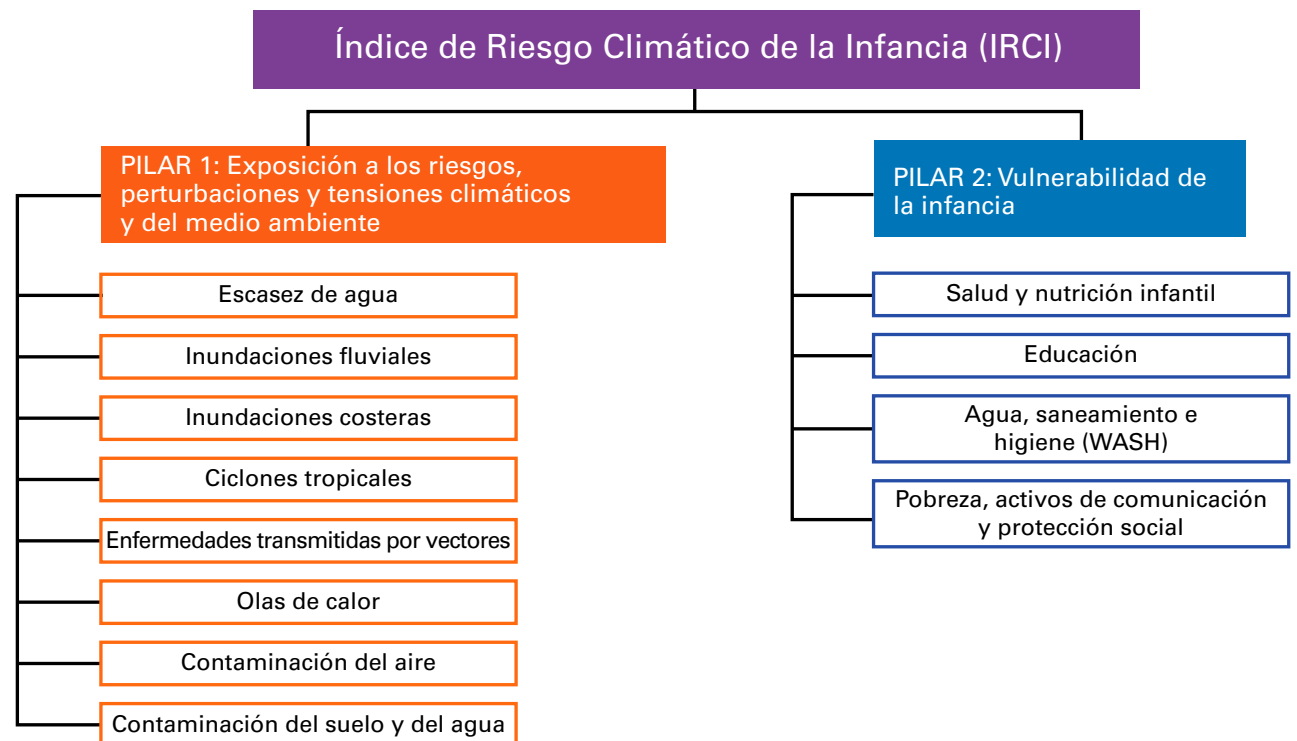 Índice de Riesgo Climático de la Infancia (IRCI)
PILAR 1: Exposición a los riesgos,
perturbaciones y tensiones climáticos
y del medio ambiente
Escasez de agua
Inundaciones fluviales
Inundaciones costeras
Ciclones tropicales
Enfermedades transmitidas por vectores
Olas de calor
Contaminación del aire
Contaminación del suelo y del agua
PILAR 2: Vulnerabilidad de
la infancia
Salud y nutrición infantil
Educación
Agua, saneamiento e
higiene (WASH)
Pobreza, activos de comunicación
y protección social